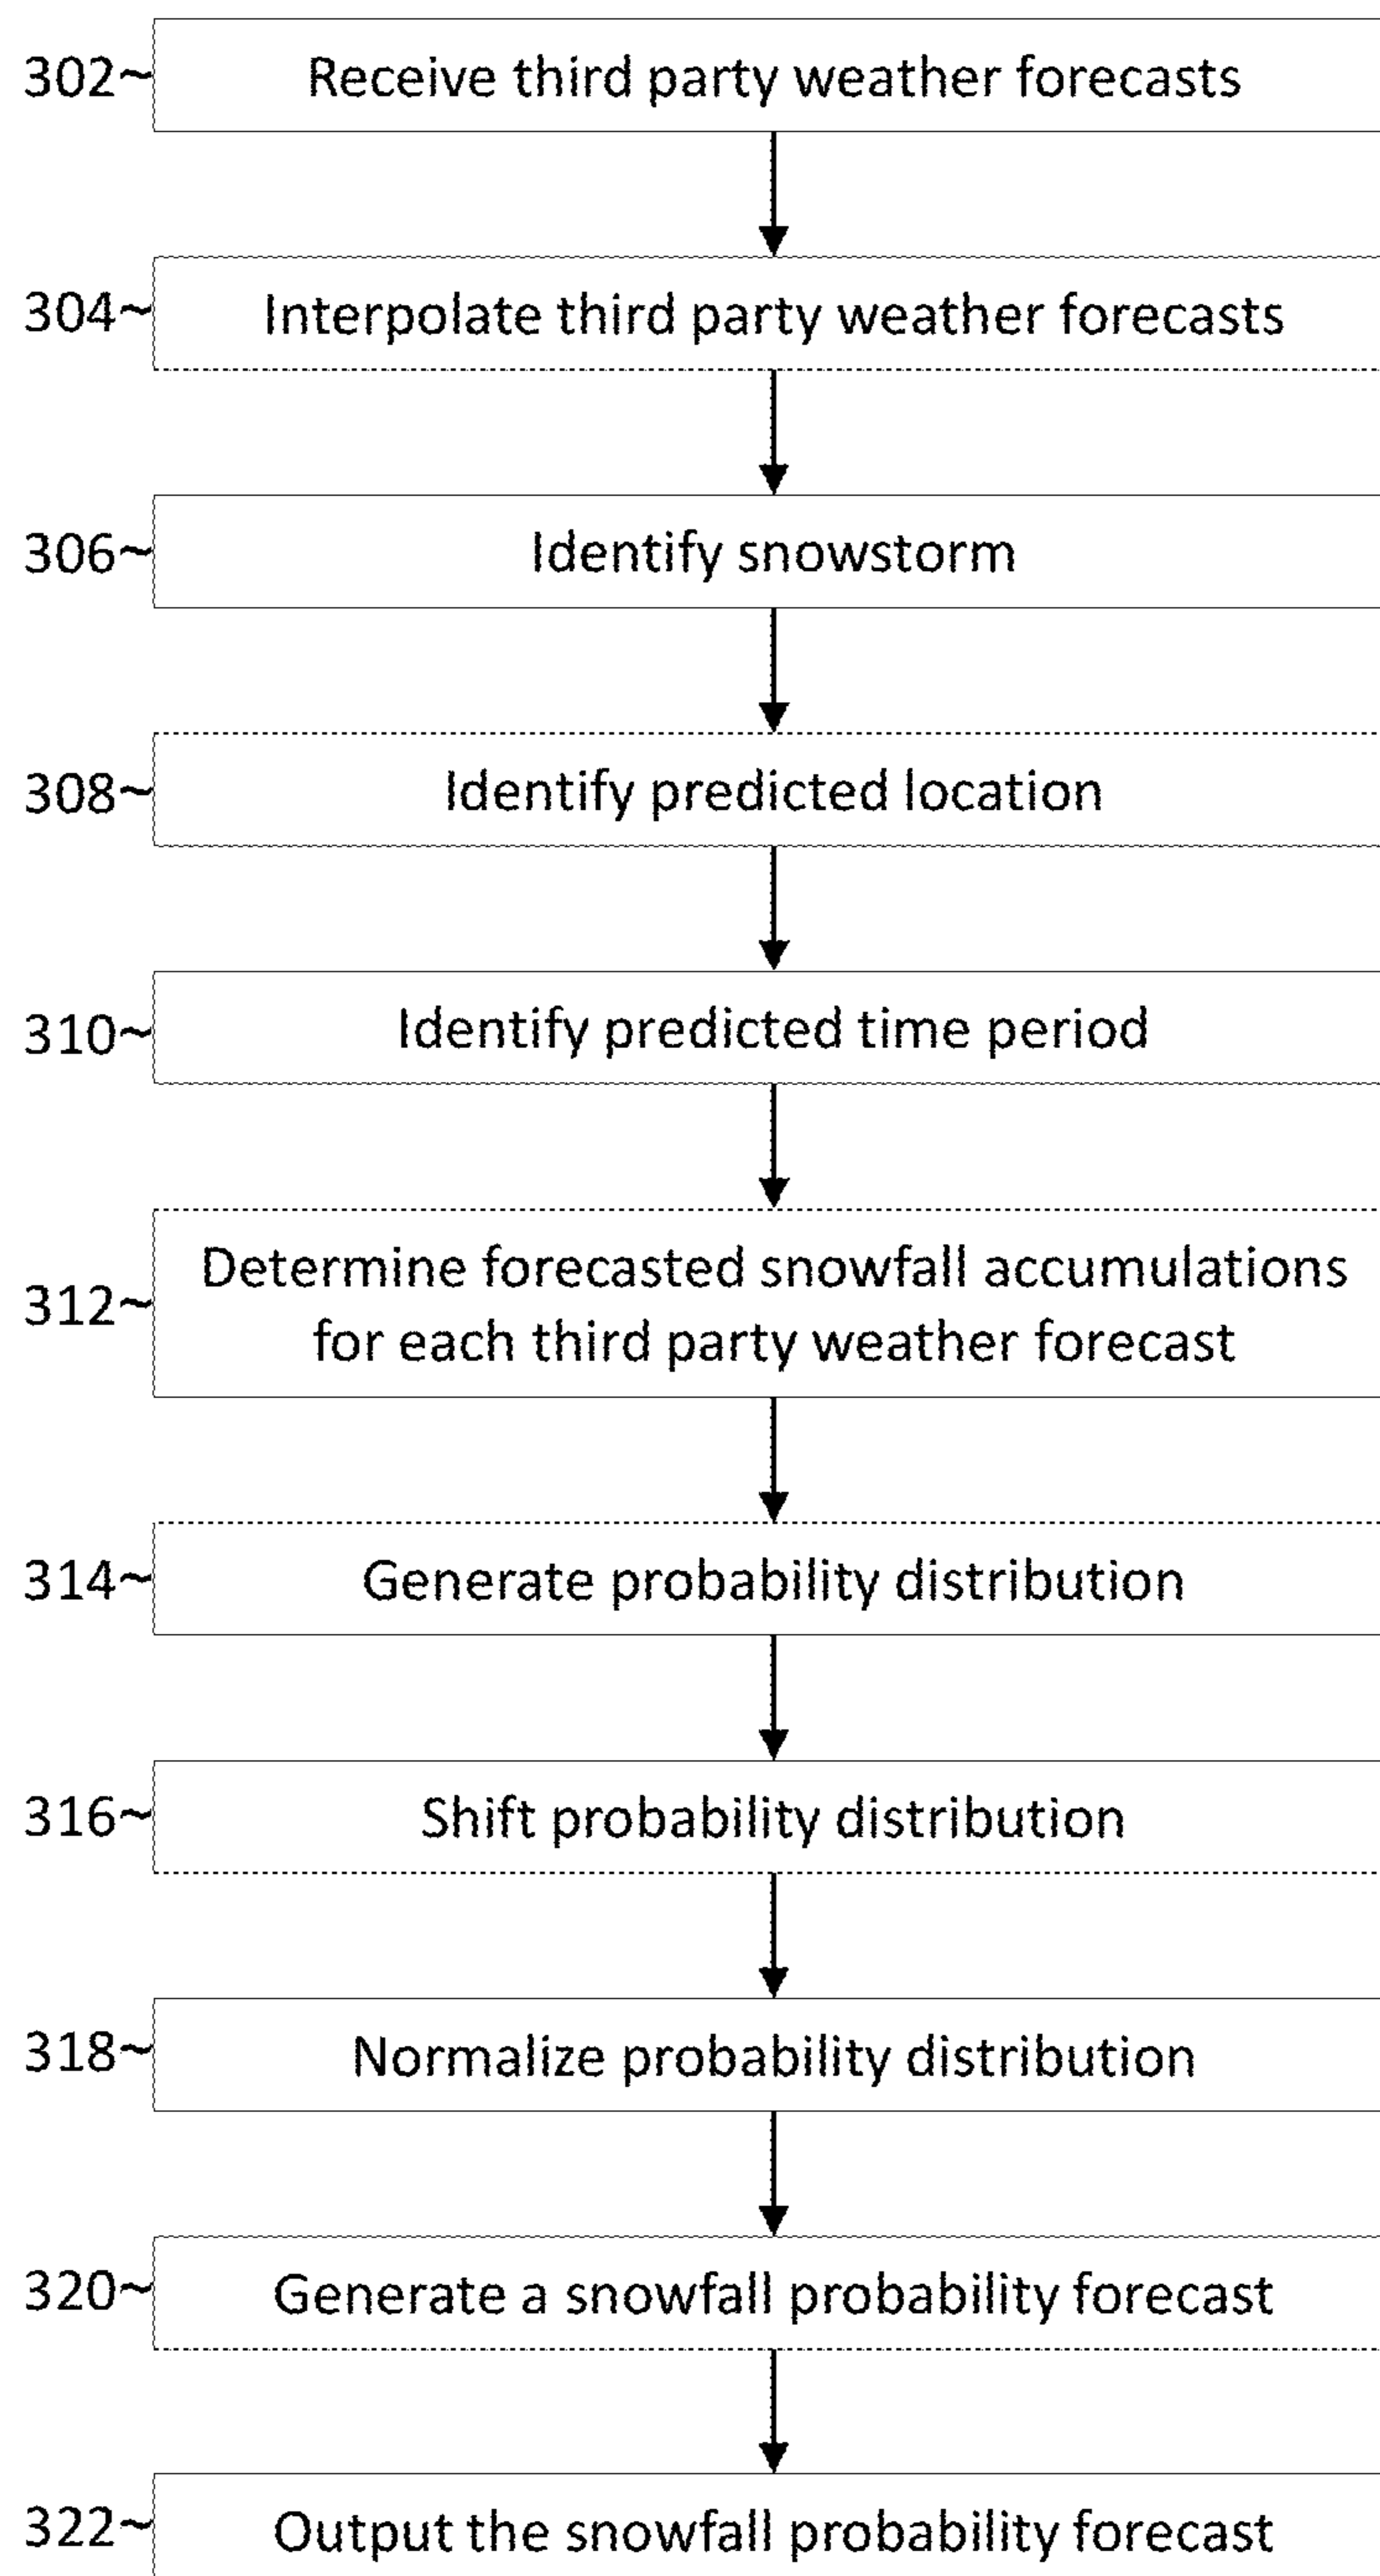 302~ Receive third party weather forecasts
304~ Interpolate third party weather forecasts
306~ Identify snowstorm
308~ Identify predicted location
310~ Identify predicted time period
312~ Determine forecasted snowfall accumulations
for each third party weather forecast
314~ Generate probability distribution
316~ Shift probability distribution
318~ Normalize probability distribution
320~ Generate a snowfall probability forecast
322~ Output the snowfall probability forecast